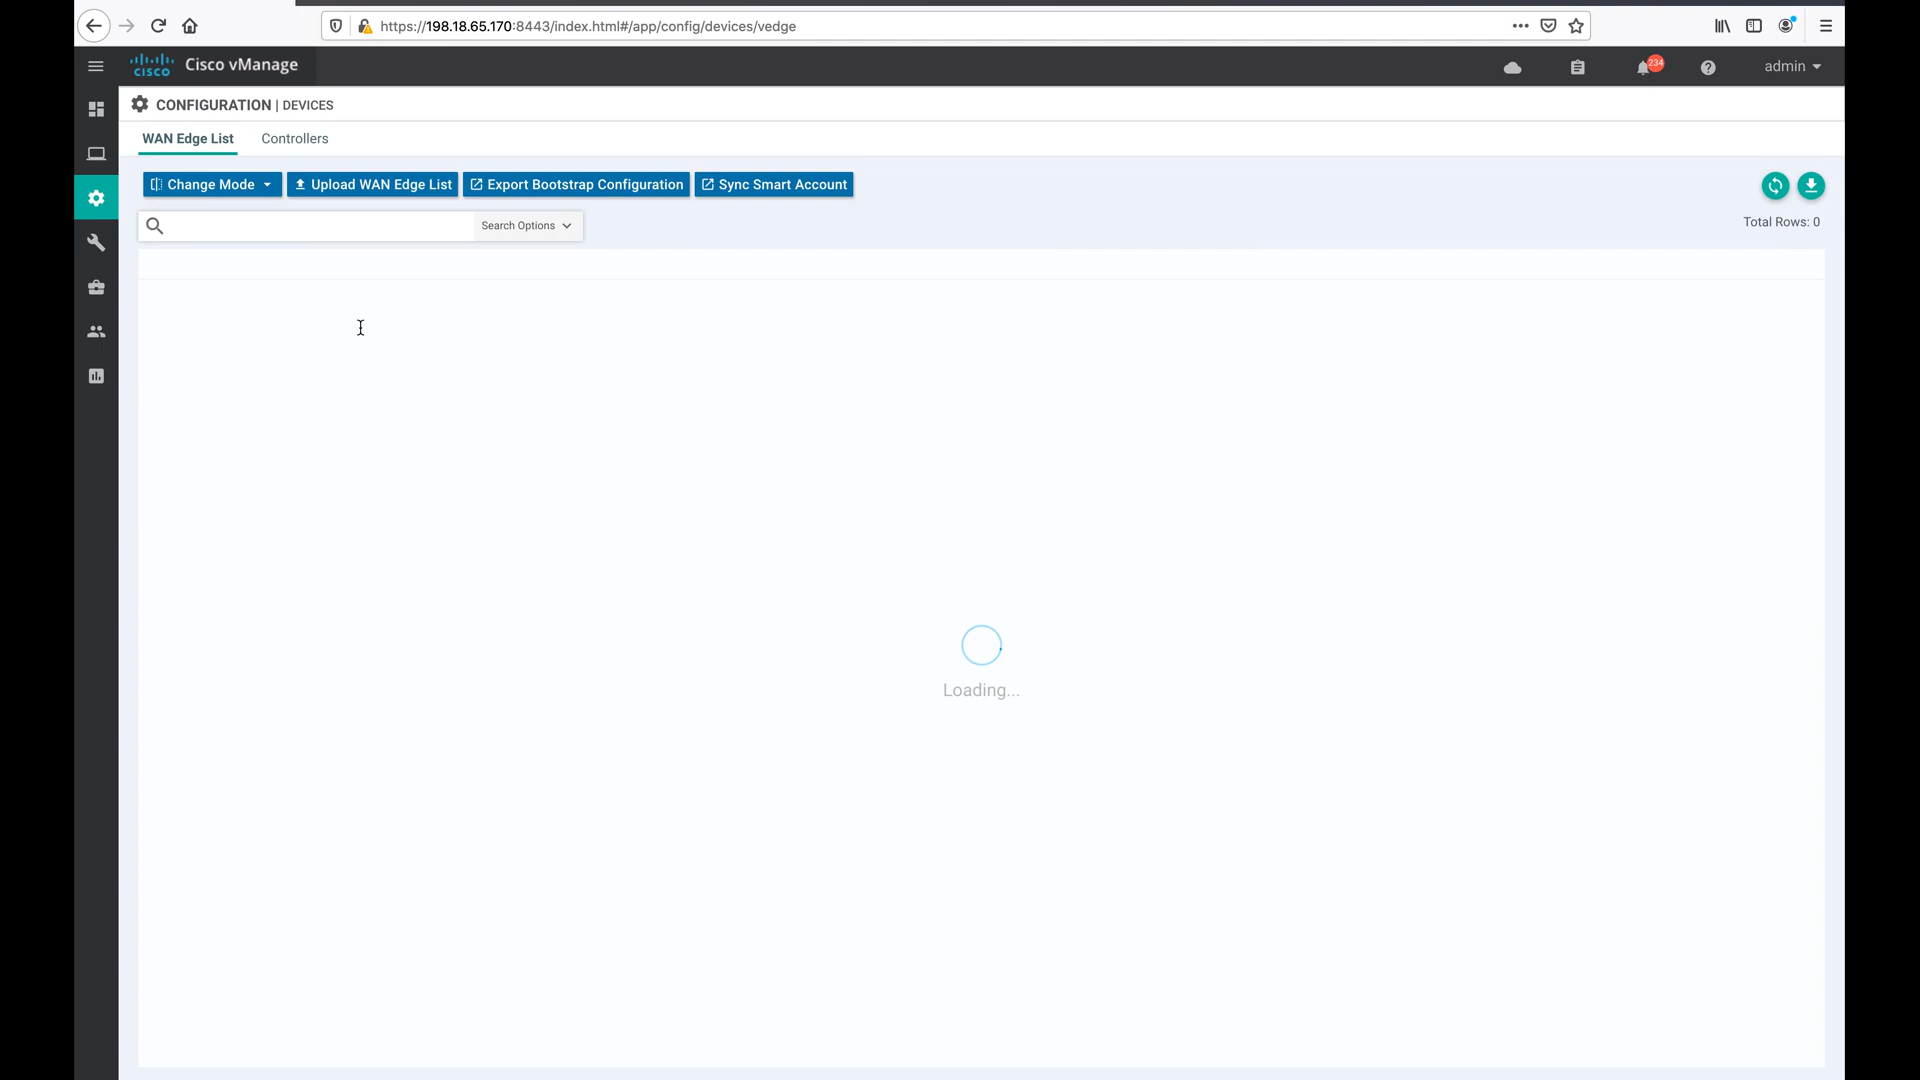 https://198.18.65.170:8443/index.html#/app/config/devices/vedge
cisco Cisco vManage
234
admin
CONFIGURATION | DEVICES
WAN Edge List Controllers
Change Mode Upload WAN Edge List Export Bootstrap Configuration Sync Smart Account
Search Options
Total Rows: 0
Loading...